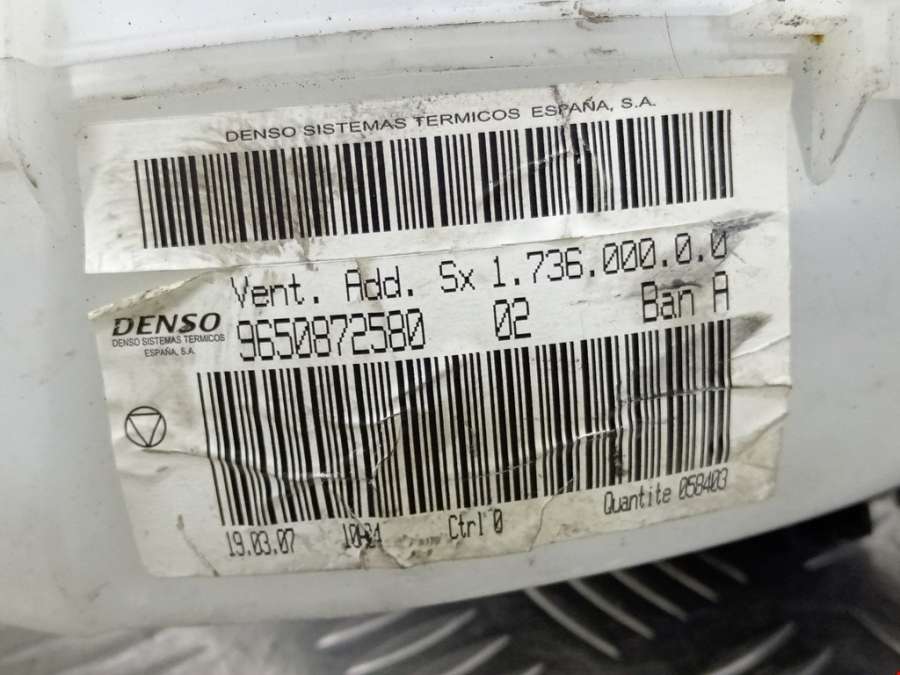 DENSO SISTEMAS TERMICOS ESPAÑA, S.A.
Vent. Add. Sx 1.736.000.0.0
DENSO
DENSO SISTEMAS TERMICOS
ESPAÑA, S.A.
9650872580 02 Ban A
19.03.07 Ctrl 0 Quantite 058403